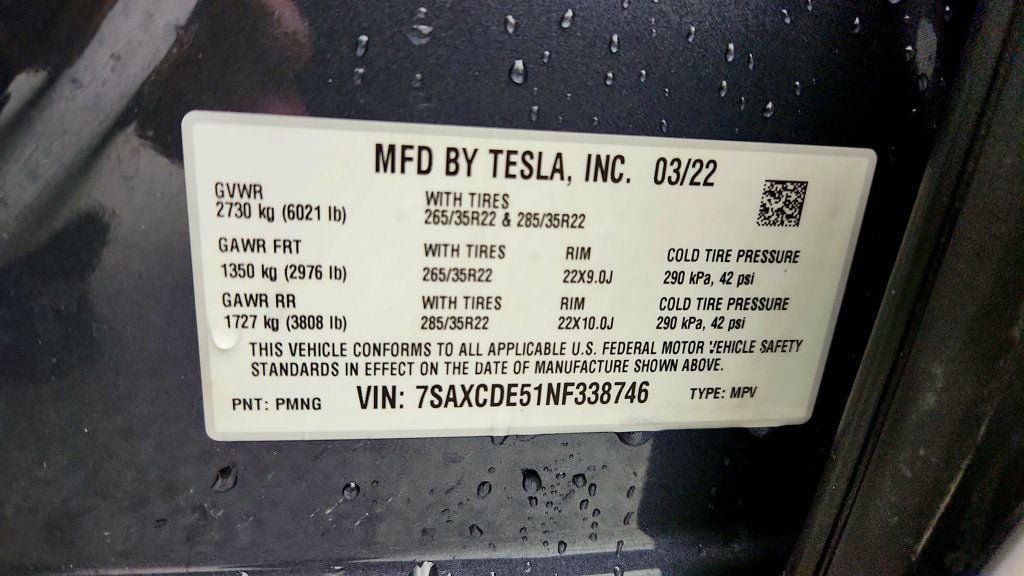 MFD BY TESLA, INC. 03/22
GVWR
2730 kg (6021 lb)
WITH TIRES
265/35R22 & 285/35R22
GAWR FRT WITH TIRES RIM COLD TIRE PRESSURE
1350 kg (2976 lb) 265/35R22 22X9.0J 290 kPa, 42 psi
GAWR RR WITH TIRES RIM COLD TIRE PRESSURE
1727 kg (3808 lb) 285/35R22 22X10.0J 290 kPa, 42 psi
THIS VEHICLE CONFORMS TO ALL APPLICABLE U.S. FEDERAL MOTOR VEHICLE SAFETY
STANDARDS IN EFFECT ON THE DATE OF MANUFACTURE SHOWN ABOVE.
PNT: PMNG VIN: 7SAXCDE51NF338746 TYPE: MPV